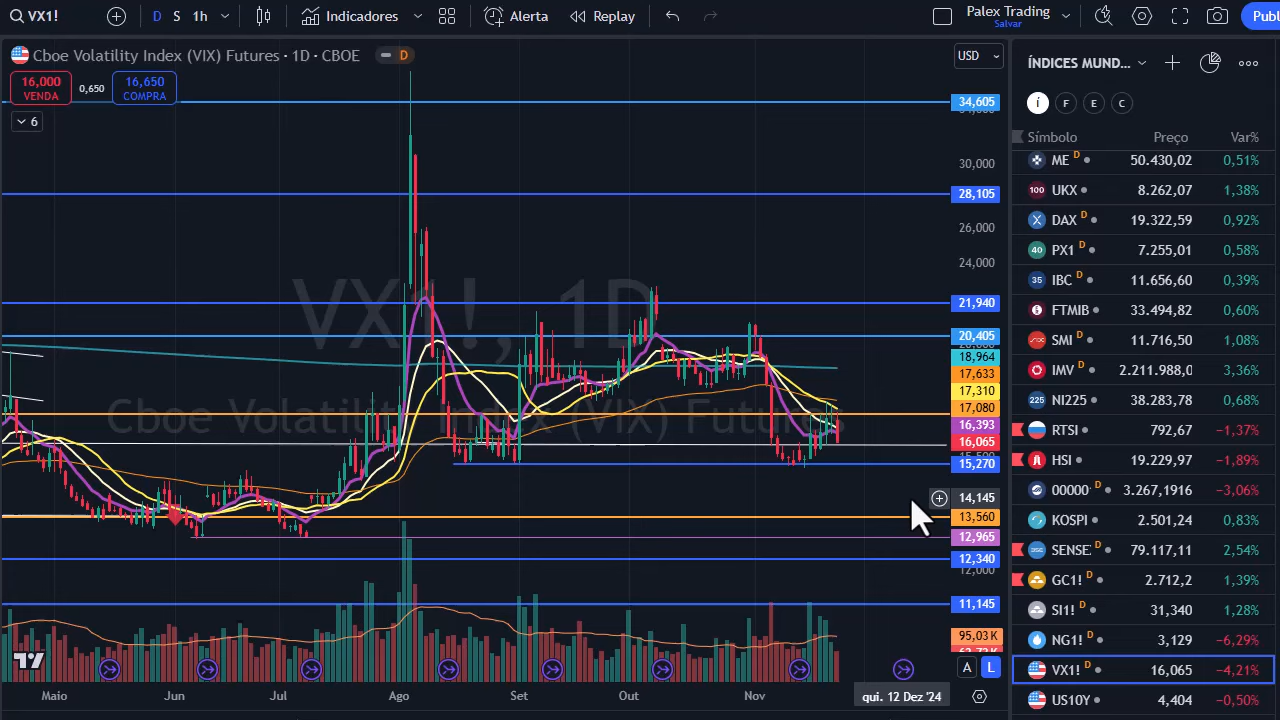 VX1!
D S 1h
Indicadores
Alerta
Replay
Palex Trading
Salvar
Publ
Cboe Volatility Index (VIX) Futures · 1D · CBOE
D
USD
16,000
VENDA
0,650
16,650
COMPRA
6
VX1!, 1D
Cboe Volatility Index (VIX) Futures
34,605
30,000
28,105
26,000
24,000
21,940
20,405
18,964
17,633
17,310
17,080
16,393
16,065
15,270
14,145
13,560
12,965
12,340
12,000
11,145
95,03 K
A L
Maio Jun Jul Ago Set Out Nov
qui. 12 Dez '24
ÍNDICES MUND...
Í F E C
Símbolo Preço Var%
ME D 50.430,02 0,51%
100 UKX 8.262,07 1,38%
DAX D 19.322,59 0,92%
40 PX1 D 7.255,01 0,58%
35 IBC D 11.656,60 0,39%
FTMIB 33.494,82 0,60%
SMI D 11.716,50 1,08%
IMV D 2.211.988,0 3,36%
225 NI225 38.283,78 0,68%
RTSI 792,67 −1,37%
HSI 19.229,97 −1,89%
00000 D 3.267,1916 −3,06%
KOSPI 2.501,24 0,83%
SENSE D 79.117,11 2,54%
GC1! D 2.712,2 1,39%
SI1! D 31,340 1,28%
NG1! D 3,129 −6,29%
VX1! D 16,065 −4,21%
US10Y 4,404 −0,50%